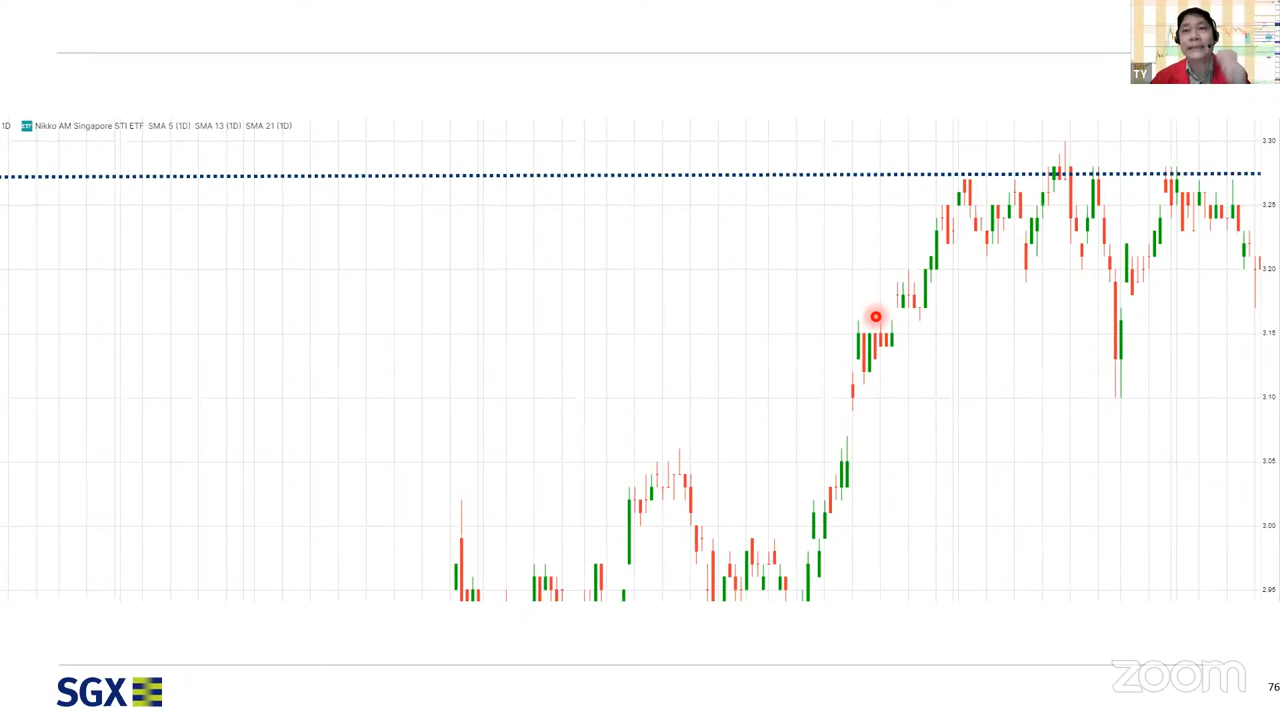 TY
1D Nikko AM Singapore STI ETF SMA 5 (1D) SMA 13 (1D) SMA 21 (1D)
3.30
3.25
3.20
3.15
3.10
3.05
3.00
2.95
SGX
zoom
76